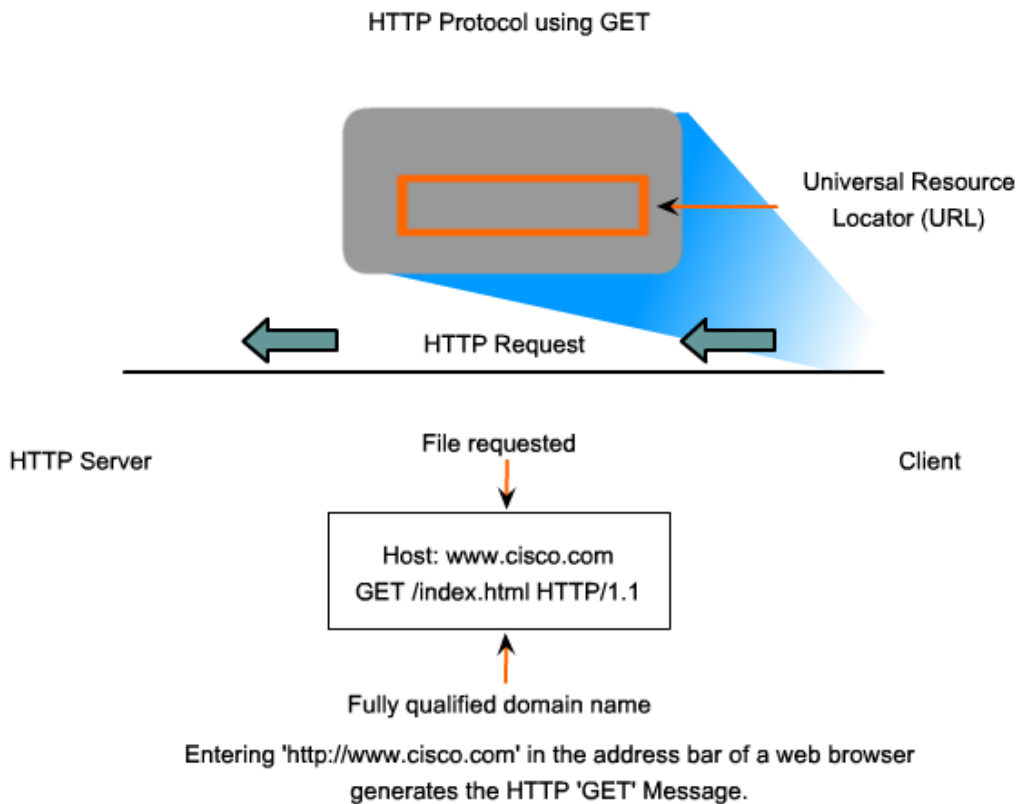 HTTP Protocol using GET
Universal Resource
Locator (URL)
HTTP Request
HTTP Server
File requested
Client
Host: www.cisco.com
GET /index.html HTTP/1.1
Fully qualified domain name
Entering 'http://www.cisco.com' in the address bar of a web browser
generates the HTTP 'GET' Message.